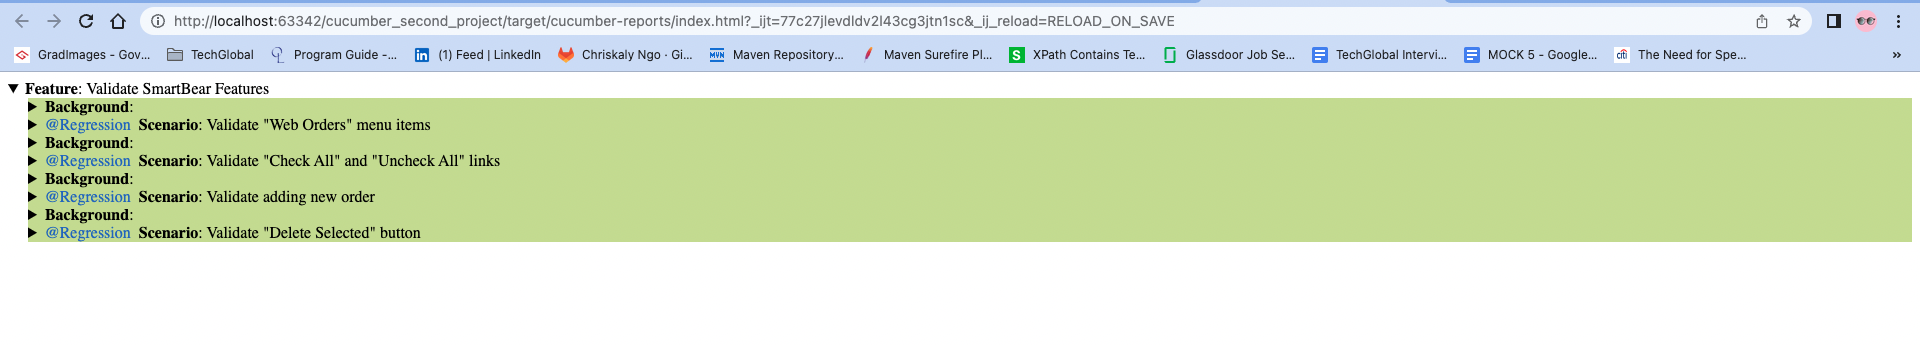 http://localhost:63342/cucumber_second_project/target/cucumber-reports/index.html?_ijt=77c27jlevdldv2l43cg3jtn1sc&_ij_reload=RELOAD_ON_SAVE
GradImages - Gov... TechGlobal Program Guide -... (1) Feed | LinkedIn Chriskaly Ngo · Gi... MVN Maven Repository... Maven Surefire Pl... S XPath Contains Te... Glassdoor Job Se... TechGlobal Intervi... MOCK 5 - Google... citi The Need for Spe... »
▼ Feature: Validate SmartBear Features
▶ Background:
▶ @Regression Scenario: Validate "Web Orders" menu items
▶ Background:
▶ @Regression Scenario: Validate "Check All" and "Uncheck All" links
▶ Background:
▶ @Regression Scenario: Validate adding new order
▶ Background:
▶ @Regression Scenario: Validate "Delete Selected" button